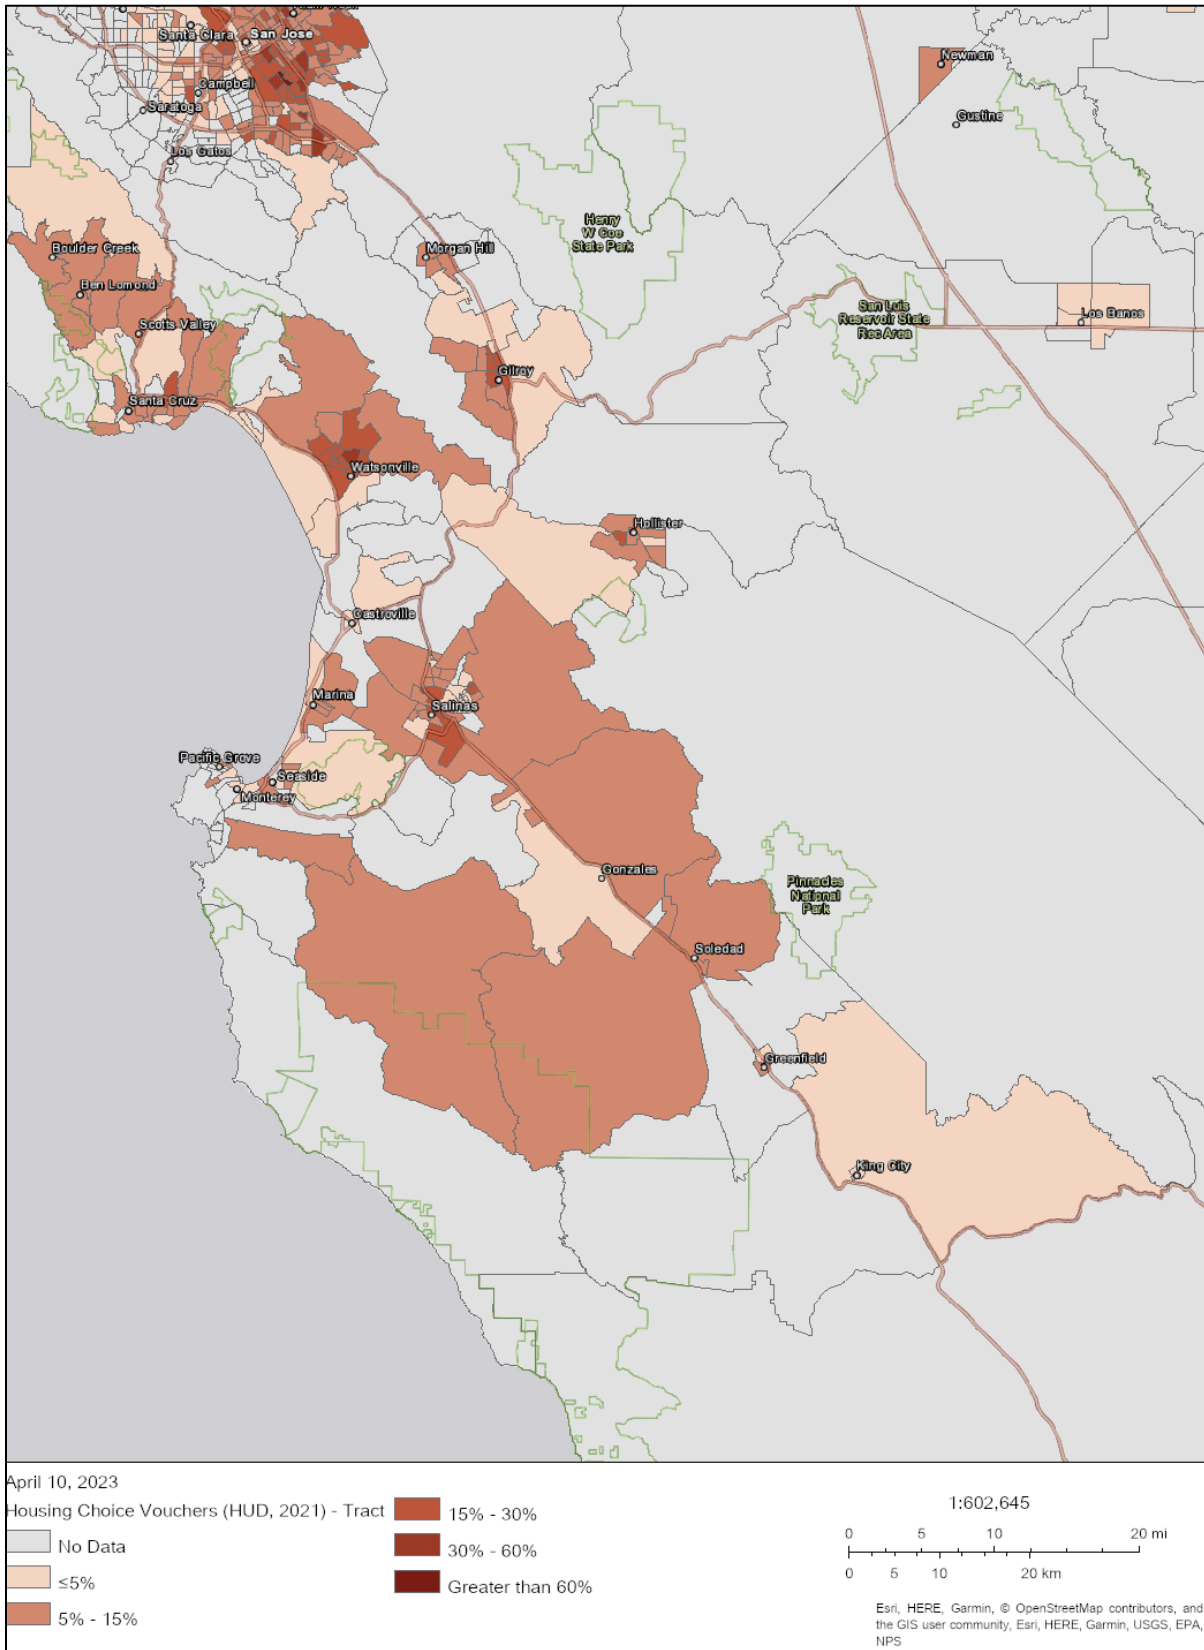 Santa Clara
San Jose
Newman
Campbell
Saratoga
Gustine
Los Gatos
Henry
W Coe
State Park
Boulder Creek
Morgan Hill
Ben Lomond
San Luis
Reservoir State
Rec Area
Los Banos
Scotts Valley
Gilroy
Santa Cruz
Watsonville
Hollister
Castroville
Marina
Salinas
Pacific Grove
Seaside
Monterey
Gonzales
Pinnacles
National
Park
Soledad
Greenfield
King City
April 10, 2023
Housing Choice Vouchers (HUD, 2021) - Tract
No Data
≤5%
5% - 15%
15% - 30%
30% - 60%
Greater than 60%
1:602,645
0 5 10 20 mi
0 5 10 20 km
Esri, HERE, Garmin, © OpenStreetMap contributors, and
the GIS user community, Esri, HERE, Garmin, USGS, EPA,
NPS